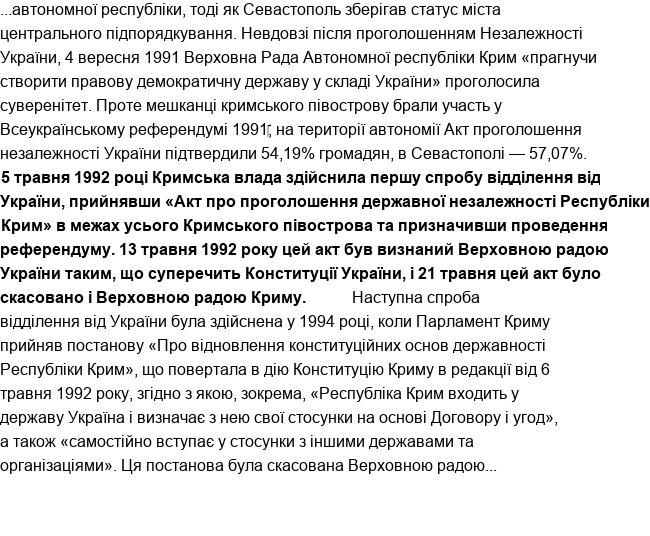 ...автономної республіки, тоді як Севастополь зберігав статус міста
центрального підпорядкування. Невдовзі після проголошенням Незалежності
України, 4 вересня 1991 Верховна Рада Автономної республіки Крим «прагнучи
створити правову демократичну державу у складі України» проголосила
суверенітет. Проте мешканці кримського півострову брали участь у
Всеукраїнському референдумі 1991; на території автономії Акт проголошення
незалежності України підтвердили 54,19% громадян, в Севастополі — 57,07%.
5 травня 1992 році Кримська влада здійснила першу спробу відділення від
України, прийнявши «Акт про проголошення державної незалежності Республіки
Крим» в межах усього Кримського півострова та призначивши проведення
референдуму. 13 травня 1992 року цей акт був визнаний Верховною радою
України таким, що суперечить Конституції України, і 21 травня цей акт було
скасовано і Верховною радою Криму. Наступна спроба
відділення від України була здійснена у 1994 році, коли Парламент Криму
прийняв постанову «Про відновлення конституційних основ державності
Республіки Крим», що повертала в дію Конституцію Криму в редакції від 6
травня 1992 року, згідно з якою, зокрема, «Республіка Крим входить у
державу Україна і визначає з нею свої стосунки на основі Договору і угод»,
а також «самостійно вступає у стосунки з іншими державами та
організаціями». Ця постанова була скасована Верховною радою...